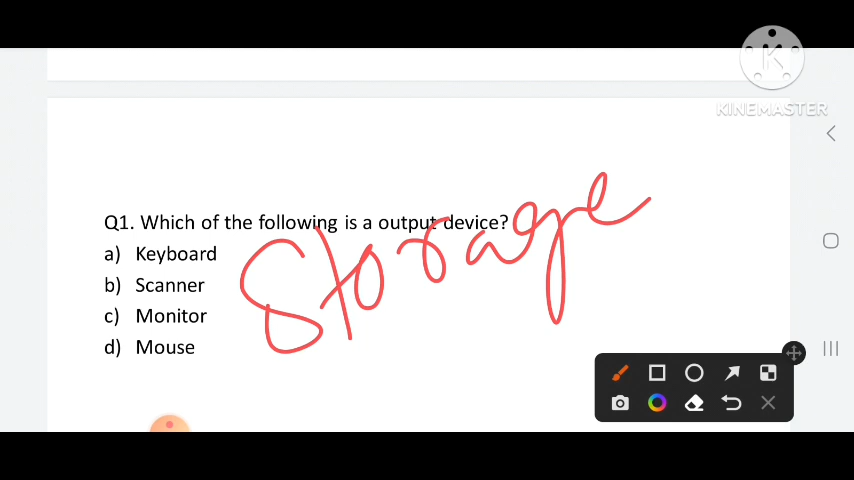 KINEMASTER
Q1. Which of the following is a output device?
a) Keyboard
b) Scanner
c) Monitor
d) Mouse
Storage